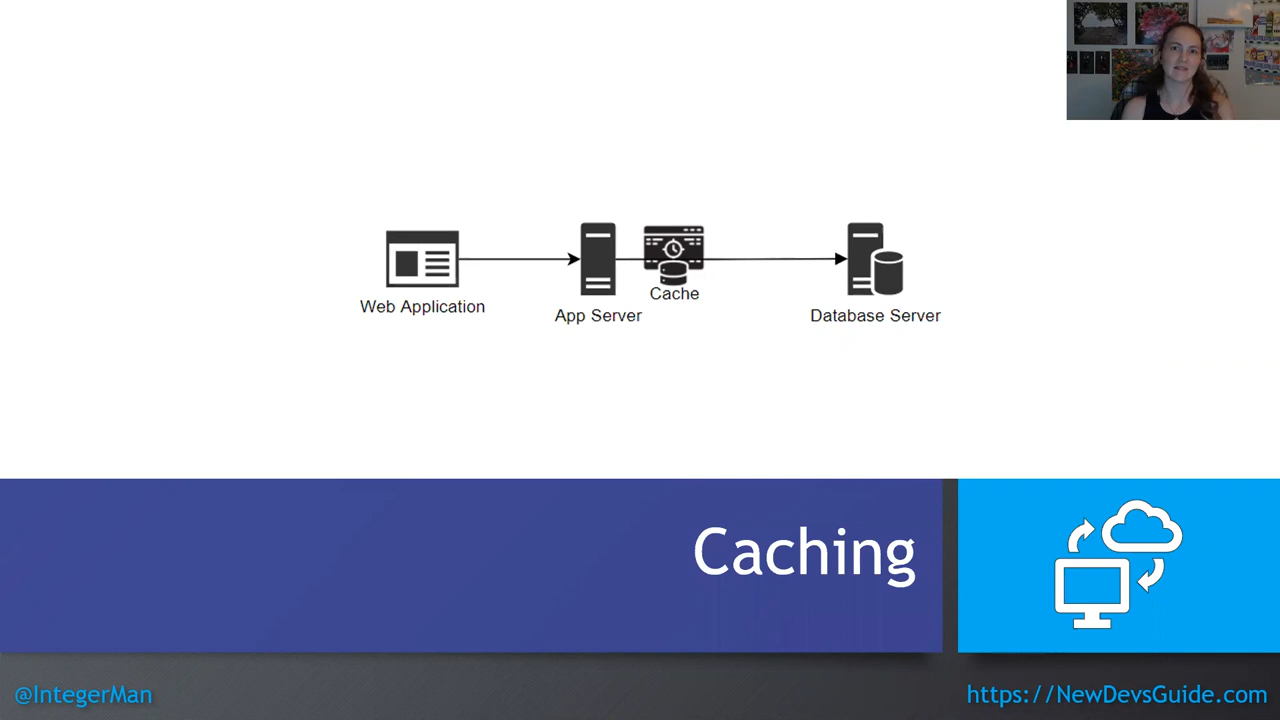 Web Application
App Server
Cache
Database Server
Caching
@IntegerMan
https://NewDevsGuide.com